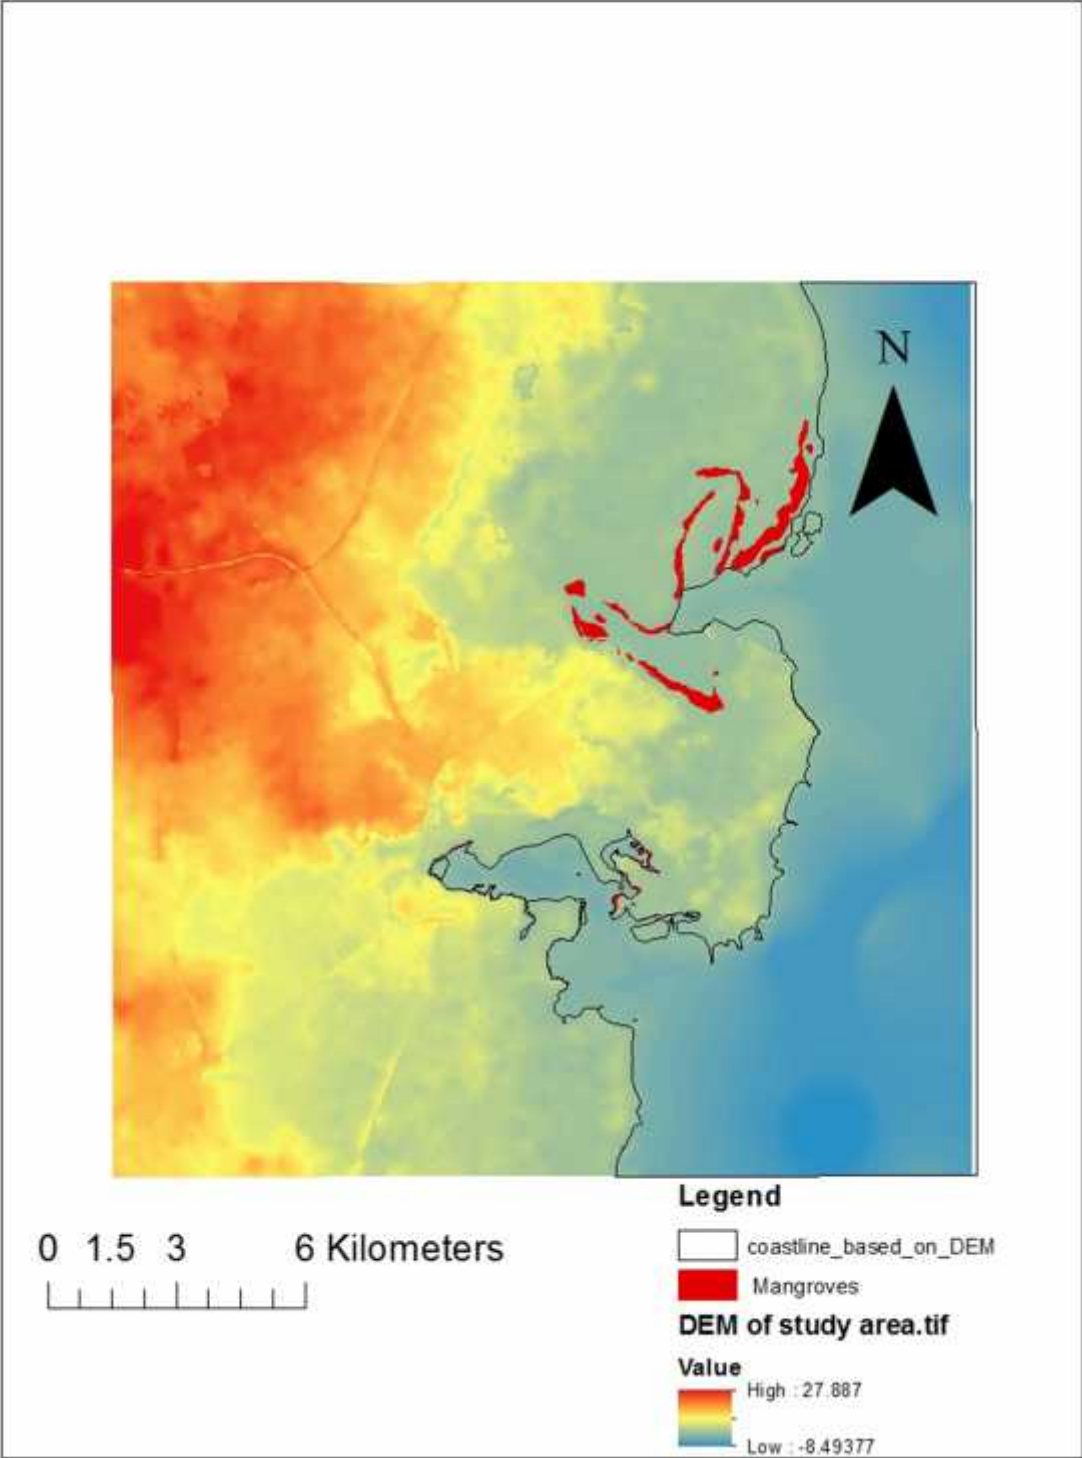 N
0 1.5 3 6 Kilometers
Legend
coastline_based_on_DEM
Mangroves
DEM of study area.tif
Value
High : 27.887
Low : -8.49377